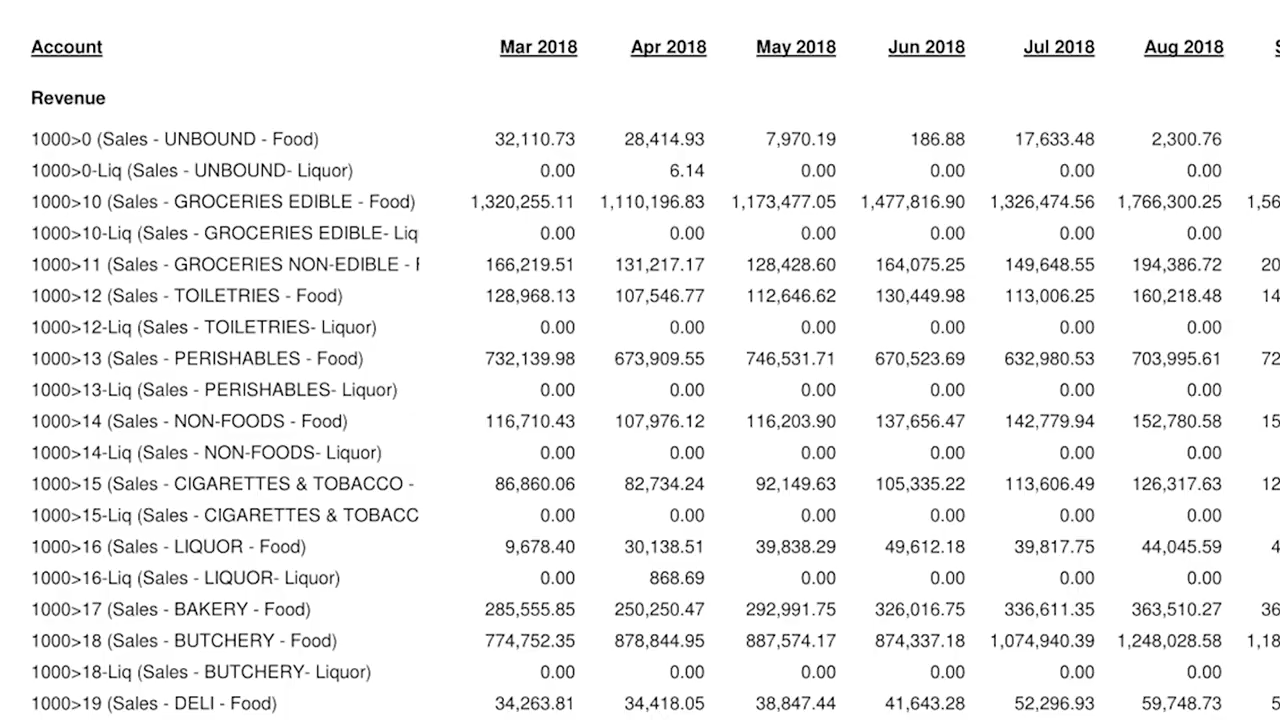 Account Mar 2018 Apr 2018 May 2018 Jun 2018 Jul 2018 Aug 2018 S
Revenue
1000>0 (Sales - UNBOUND - Food) 32,110.73 28,414.93 7,970.19 186.88 17,633.48 2,300.76
1000>0-Liq (Sales - UNBOUND- Liquor) 0.00 6.14 0.00 0.00 0.00 0.00
1000>10 (Sales - GROCERIES EDIBLE - Food) 1,320,255.11 1,110,196.83 1,173,477.05 1,477,816.90 1,326,474.56 1,766,300.25 1,56
1000>10-Liq (Sales - GROCERIES EDIBLE- Liq 0.00 0.00 0.00 0.00 0.00 0.00
1000>11 (Sales - GROCERIES NON-EDIBLE - 166,219.51 131,217.17 128,428.60 164,075.25 149,648.55 194,386.72 20
1000>12 (Sales - TOILETRIES - Food) 128,968.13 107,546.77 112,646.62 130,449.98 113,006.25 160,218.48 14
1000>12-Liq (Sales - TOILETRIES- Liquor) 0.00 0.00 0.00 0.00 0.00 0.00
1000>13 (Sales - PERISHABLES - Food) 732,139.98 673,909.55 746,531.71 670,523.69 632,980.53 703,995.61 72
1000>13-Liq (Sales - PERISHABLES- Liquor) 0.00 0.00 0.00 0.00 0.00 0.00
1000>14 (Sales - NON-FOODS - Food) 116,710.43 107,976.12 116,203.90 137,656.47 142,779.94 152,780.58 15
1000>14-Liq (Sales - NON-FOODS- Liquor) 0.00 0.00 0.00 0.00 0.00 0.00
1000>15 (Sales - CIGARETTES & TOBACCO - 86,860.06 82,734.24 92,149.63 105,335.22 113,606.49 126,317.63 12
1000>15-Liq (Sales - CIGARETTES & TOBACC 0.00 0.00 0.00 0.00 0.00 0.00
1000>16 (Sales - LIQUOR - Food) 9,678.40 30,138.51 39,838.29 49,612.18 39,817.75 44,045.59 4
1000>16-Liq (Sales - LIQUOR- Liquor) 0.00 868.69 0.00 0.00 0.00 0.00
1000>17 (Sales - BAKERY - Food) 285,555.85 250,250.47 292,991.75 326,016.75 336,611.35 363,510.27 36
1000>18 (Sales - BUTCHERY - Food) 774,752.35 878,844.95 887,574.17 874,337.18 1,074,940.39 1,248,028.58 1,18
1000>18-Liq (Sales - BUTCHERY- Liquor) 0.00 0.00 0.00 0.00 0.00 0.00
1000>19 (Sales - DELI - Food) 34,263.81 34,418.05 38,847.44 41,643.28 52,296.93 59,748.73 5